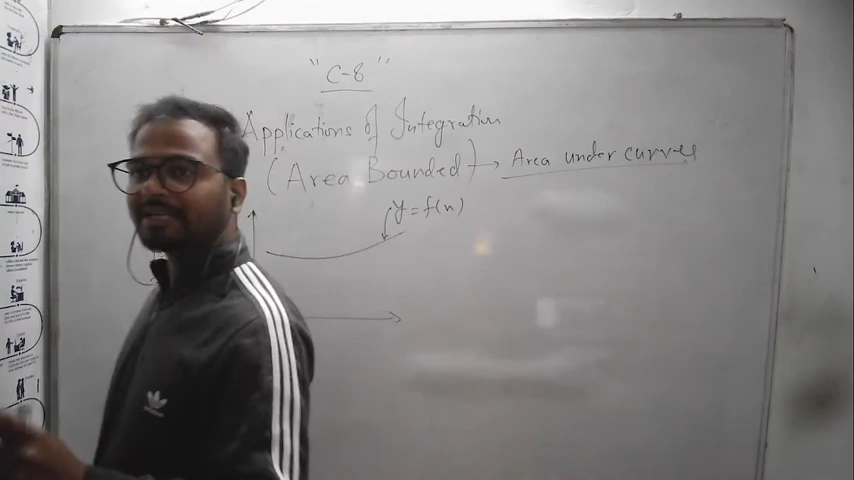 "C-8"
Applications of Integration
(Area Bounded) → Area under curves
y = f(x)